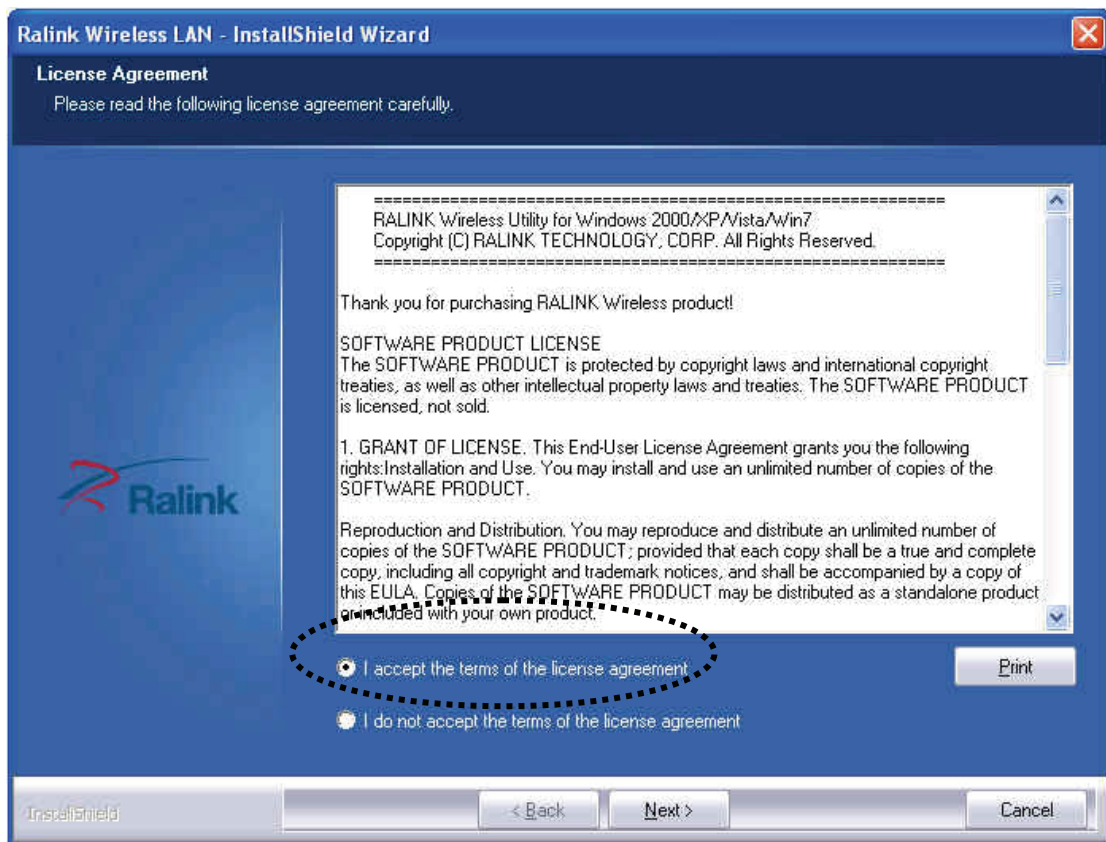 Ralink Wireless LAN - InstallShield Wizard
License Agreement
Please read the following license agreement carefully.
============================================================
RALINK Wireless Utility for Windows 2000/XP/Vista/Win7
Copyright (C) RALINK TECHNOLOGY, CORP. All Rights Reserved.
============================================================
Thank you for purchasing RALINK Wireless product!
SOFTWARE PRODUCT LICENSE
The SOFTWARE PRODUCT is protected by copyright laws and international copyright
treaties, as well as other intellectual property laws and treaties. The SOFTWARE PRODUCT
is licensed, not sold.
1. GRANT OF LICENSE. This End-User License Agreement grants you the following
rights:Installation and Use. You may install and use an unlimited number of copies of the
SOFTWARE PRODUCT.
Reproduction and Distribution. You may reproduce and distribute an unlimited number of
copies of the SOFTWARE PRODUCT; provided that each copy shall be a true and complete
copy, including all copyright and trademark notices, and shall be accompanied by a copy of
this EULA. Copies of the SOFTWARE PRODUCT may be distributed as a standalone product
or included with your own product.
Ralink
I accept the terms of the license agreement
Print
I do not accept the terms of the license agreement
InstallShield
< Back
Next >
Cancel